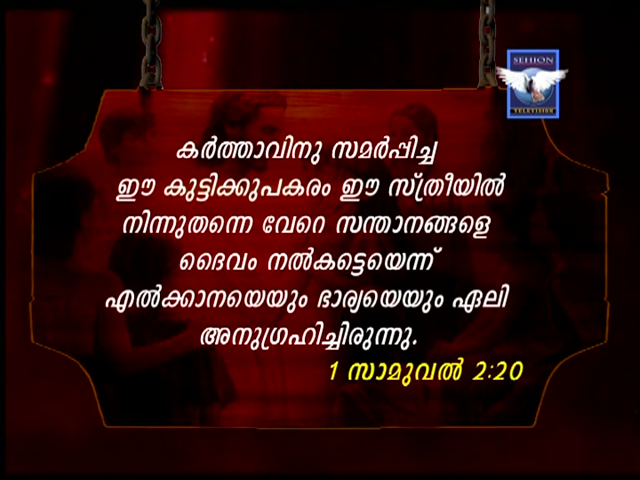 SEHION
TELEVISION
കർത്താവിനു സമർപ്പിച്ച
ഈ കുട്ടിക്കുപകരം ഈ സ്ത്രീയിൽ
നിന്നുതന്നെ വേറെ സന്താനങ്ങളെ
ദൈവം നൽകട്ടെയെന്ന്
എൽക്കാനയെയും ഭാര്യയെയും ഏലി
അനുഗ്രഹിച്ചിരുന്നു.
1 സാമുവൽ 2:20